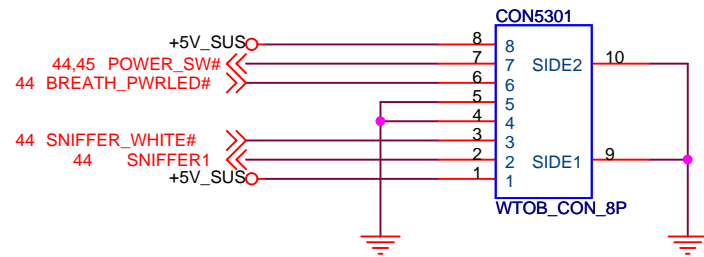 CON5301
+5V_SUS 8 8
44,45 POWER_SW# 7 7 SIDE2 10
44 BREATH_PWRLED# 6 6
5 5
4 4
44 SNIFFER_WHITE# 3 3
44 SNIFFER1 2 2 SIDE1 9
+5V_SUS 1 1
WTOB_CON_8P